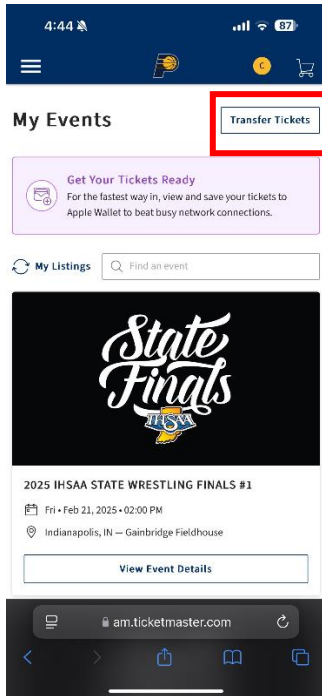 4:44
87
C
My Events
Transfer Tickets
Get Your Tickets Ready
For the fastest way in, view and save your tickets to
Apple Wallet to beat busy network connections.
My Listings
Find an event
State
Finals
IHSAA
2025 IHSAA STATE WRESTLING FINALS #1
Fri • Feb 21, 2025 • 02:00 PM
Indianapolis, IN — Gainbridge Fieldhouse
View Event Details
am.ticketmaster.com